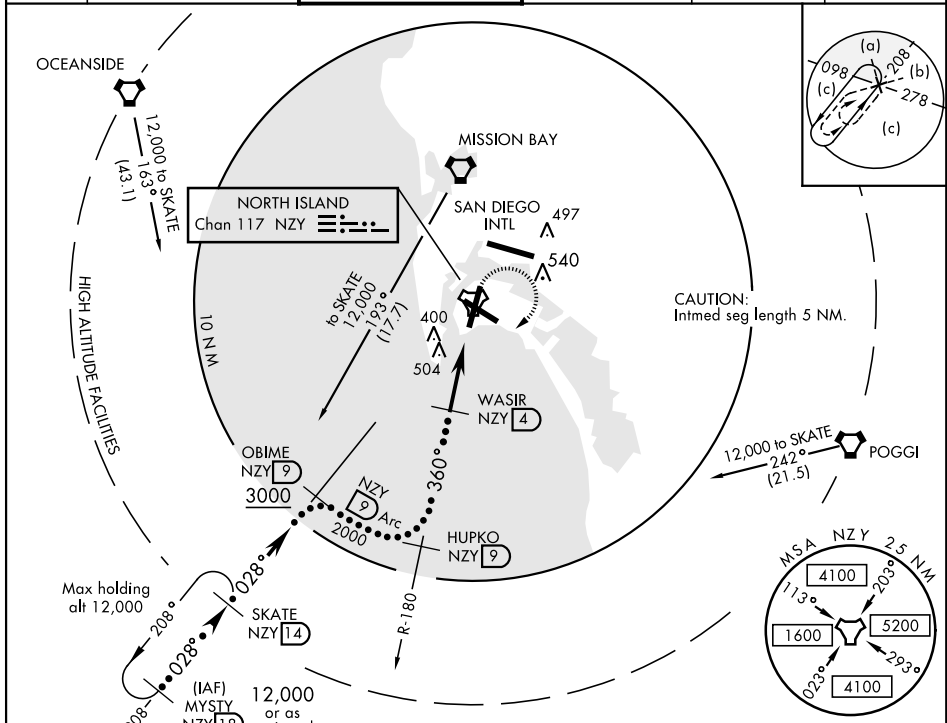 OCEANSIDE
12,000 to SKATE
163°
(43.1)
HIGH ALTITUDE FACILITIES
NORTH ISLAND
Chan 117 NZY
MISSION BAY
SAN DIEGO
INTL
497
540
to SKATE
12,000
193°
(17.7)
400
504
10 NM
CAUTION:
Intmed seg length 5 NM.
(a)
208
098
(b)
(c)
278
(c)
WASIR
NZY 4
12,000 to SKATE
242°
(21.5)
POGGI
OBIME
NZY 9
3000
NZY
9 Arc
2000
360°
HUPKO
NZY 9
R-180
Max holding
alt 12,000
208°
028°
028°
SKATE
NZY 14
(IAF)
MYSTY
NZY 18
12,000
or as
MSA NZY 25 NM
4100
113°
203°
1600
5200
023°
293°
4100